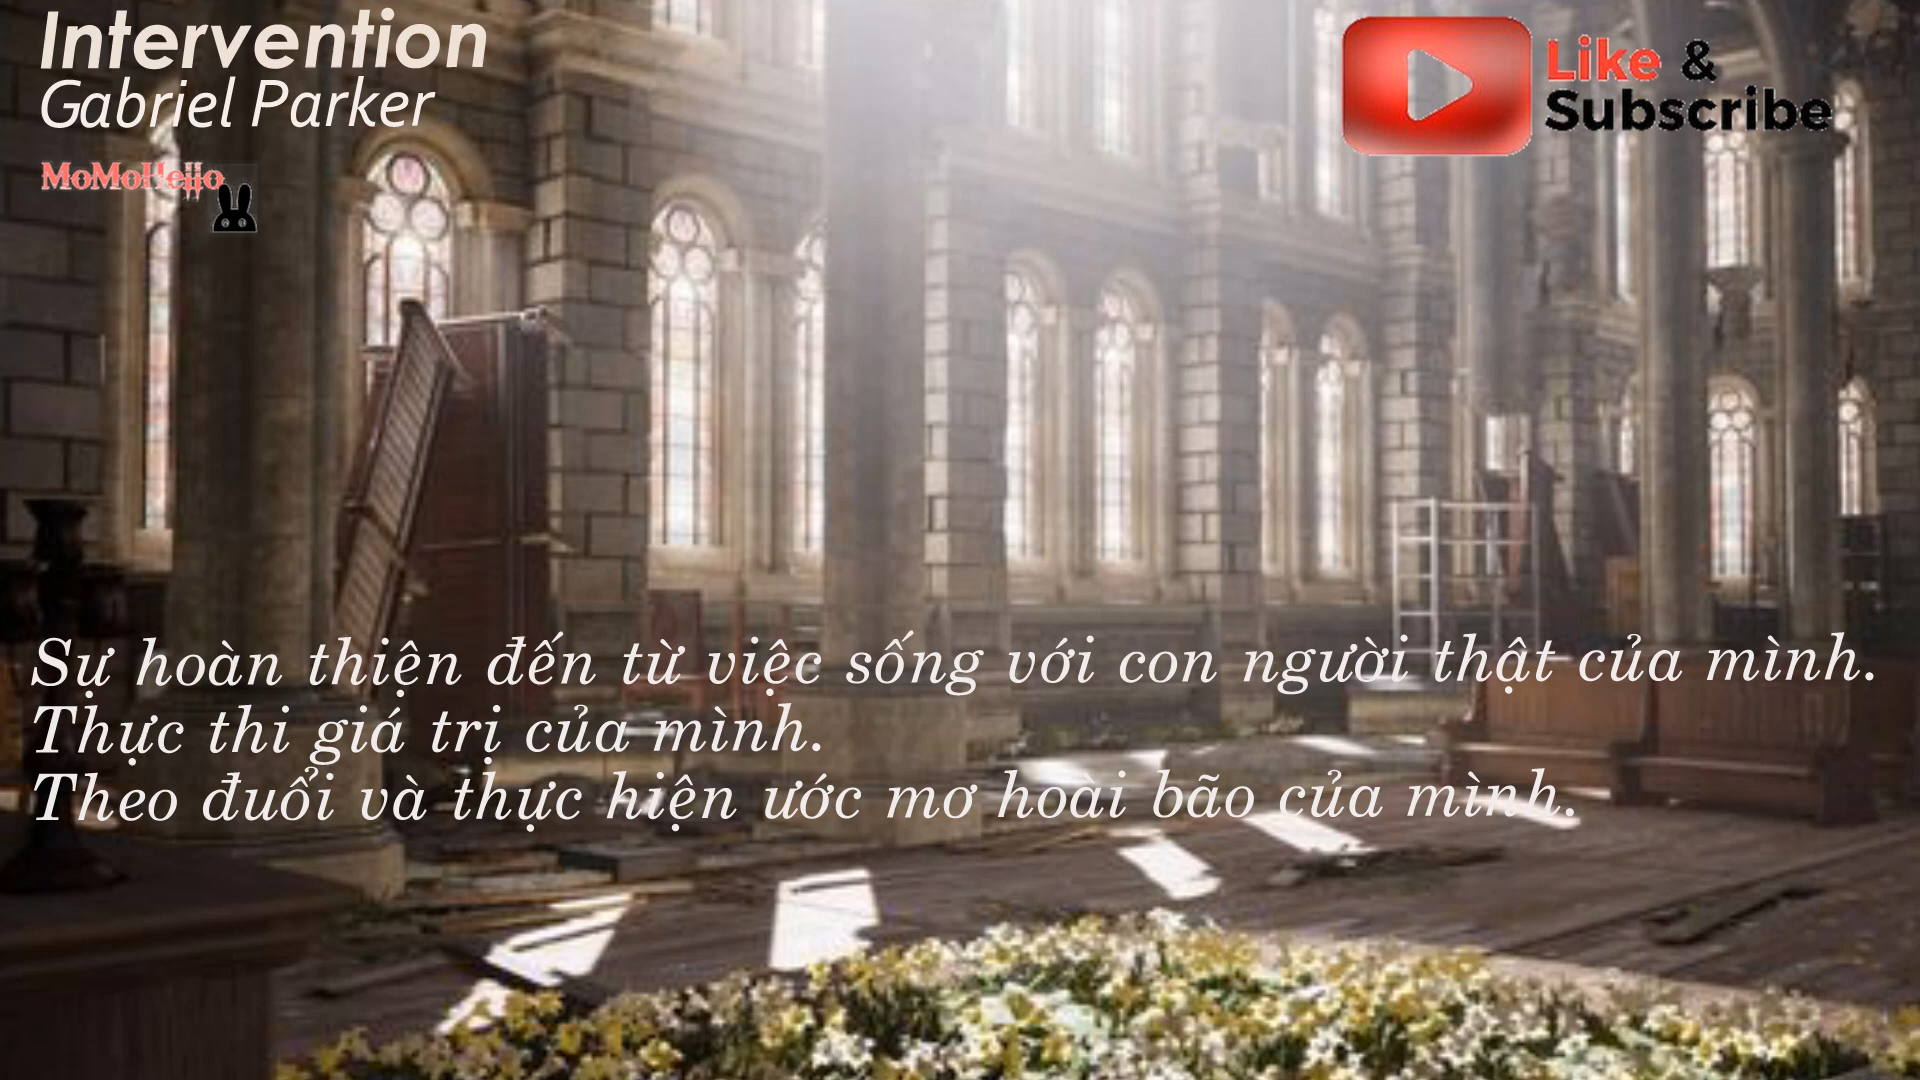 Intervention
Gabriel Parker
MoMoHello
Like &
Subscribe
Sự hoàn thiện đến từ việc sống với con người thật của mình.
Thực thi giá trị của mình.
Theo đuổi và thực hiện ước mơ hoài bão của mình.